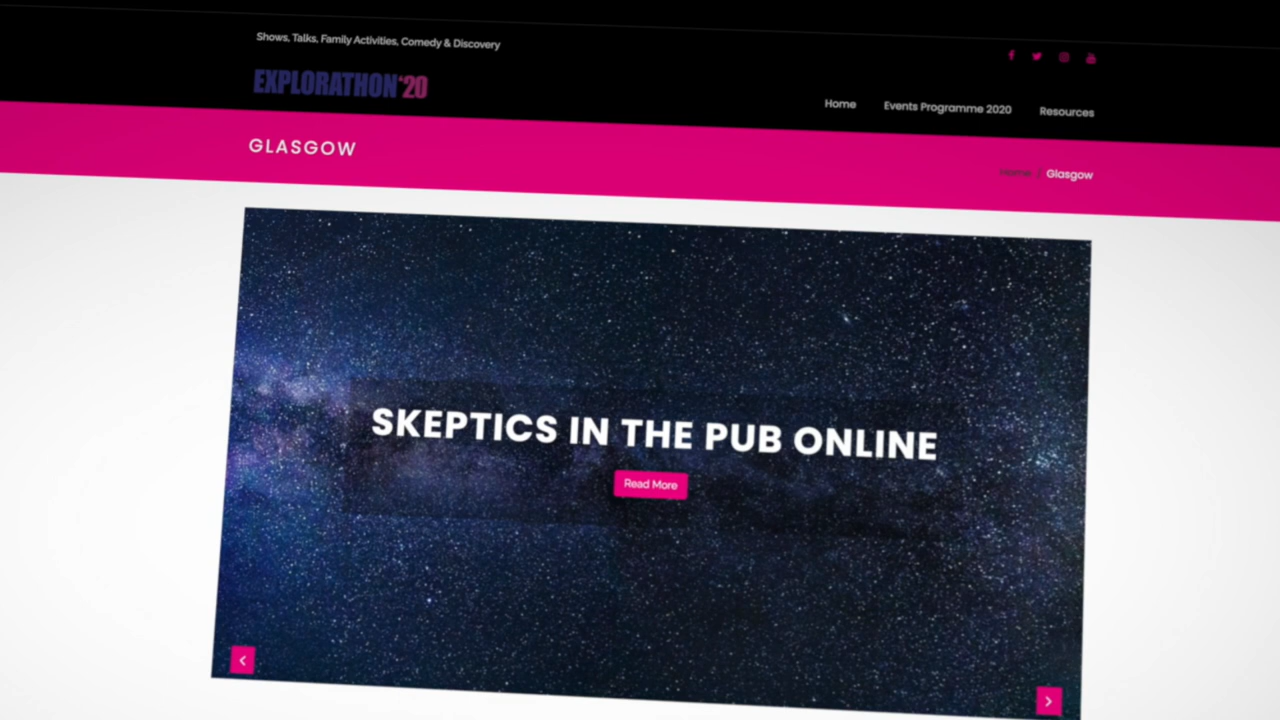 Shows, Talks, Family Activities, Comedy & Discovery
EXPLORATHON'20
Home Events Programme 2020 Resources
GLASGOW
Home | Glasgow
SKEPTICS IN THE PUB ONLINE
Read More